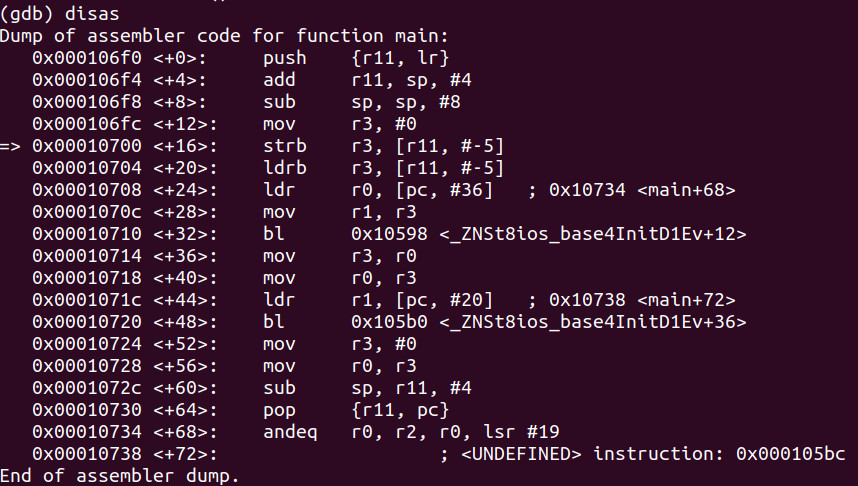 (gdb) disas
Dump of assembler code for function main:
   0x000106f0 <+0>:     push    {r11, lr}
   0x000106f4 <+4>:     add     r11, sp, #4
   0x000106f8 <+8>:     sub     sp, sp, #8
   0x000106fc <+12>:    mov     r3, #0
=> 0x00010700 <+16>:    strb    r3, [r11, #-5]
   0x00010704 <+20>:    ldrb    r3, [r11, #-5]
   0x00010708 <+24>:    ldr     r0, [pc, #36]   ; 0x10734 <main+68>
   0x0001070c <+28>:    mov     r1, r3
   0x00010710 <+32>:    bl      0x10598 <_ZNSt8ios_base4InitD1Ev+12>
   0x00010714 <+36>:    mov     r3, r0
   0x00010718 <+40>:    mov     r0, r3
   0x0001071c <+44>:    ldr     r1, [pc, #20]   ; 0x10738 <main+72>
   0x00010720 <+48>:    bl      0x105b0 <_ZNSt8ios_base4InitD1Ev+36>
   0x00010724 <+52>:    mov     r3, #0
   0x00010728 <+56>:    mov     r0, r3
   0x0001072c <+60>:    sub     sp, r11, #4
   0x00010730 <+64>:    pop     {r11, pc}
   0x00010734 <+68>:    andeq   r0, r2, r0, lsr #19
   0x00010738 <+72>:                    ; <UNDEFINED> instruction: 0x000105bc
End of assembler dump.